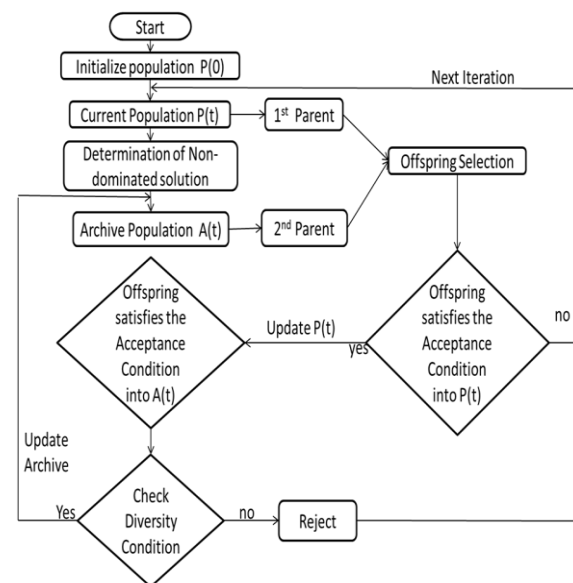 Start
Initialize population P(0)
Next Iteration
Current Population P(t)
1st Parent
Determination of Non-
dominated solution
Offspring Selection
Archive Population A(t)
2nd Parent
Offspring
satisfies the
Acceptance
Condition
into A(t)
Update P(t)
yes
Offspring
satisfies the
Acceptance
Condition
into P(t)
no
Update
Archive
Yes
Check
Diversity
Condition
no
Reject